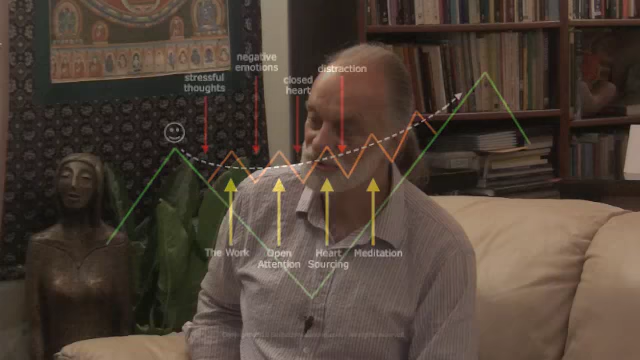 negative
emotions
stressful
thoughts
closed
heart
distraction
The Work
Open
Attention
Heart
Sourcing
Meditation